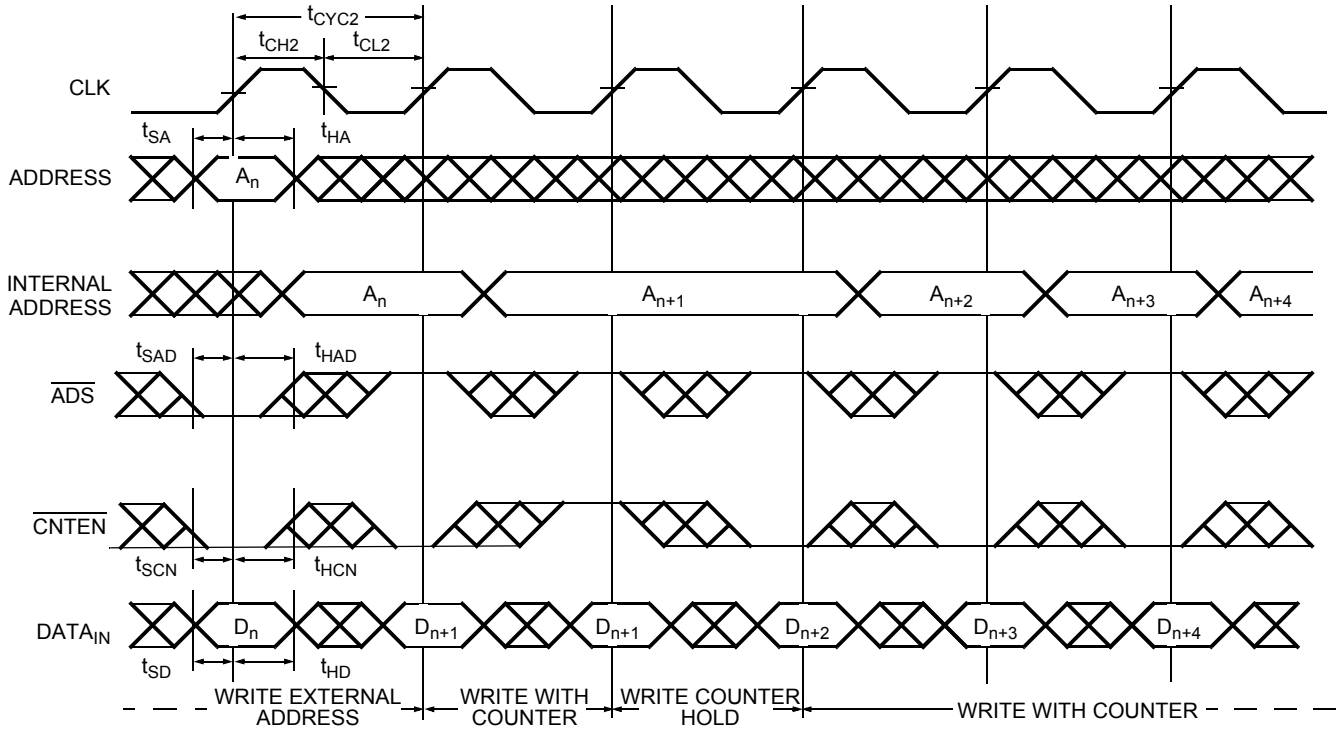 tCYC2
tCH2 tCL2
CLK
tSA tHA
ADDRESS An
INTERNAL
ADDRESS
An An+1 An+2 An+3 An+4
tSAD tHAD
ADS
CNTEN
tSCN tHCN
DATAIN Dn Dn+1 Dn+1 Dn+2 Dn+3 Dn+4
tSD tHD
WRITE EXTERNAL
ADDRESS
WRITE WITH
COUNTER
WRITE COUNTER
HOLD
WRITE WITH COUNTER